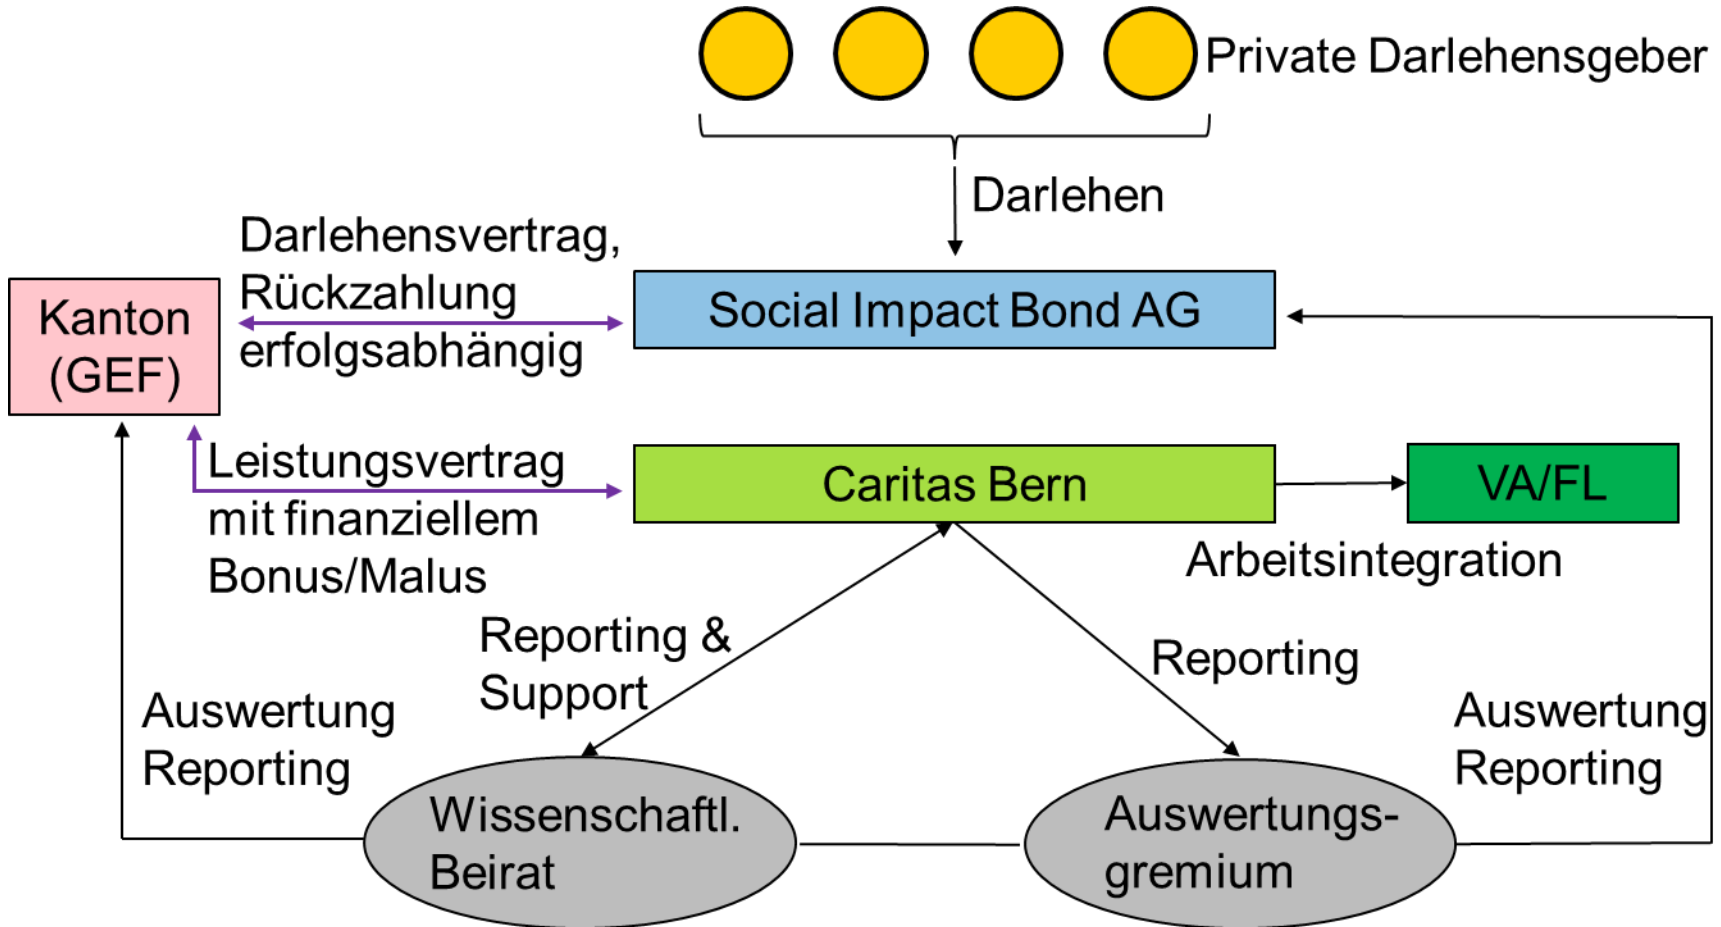 Private Darlehensgeber
Darlehen
Darlehensvertrag,
Rückzahlung
erfolgsabhängig
Kanton
(GEF)
Social Impact Bond AG
Leistungsvertrag
mit finanziellem
Bonus/Malus
Caritas Bern
VA/FL
Arbeitsintegration
Reporting &
Support
Reporting
Auswertung
Reporting
Auswertung
Reporting
Wissenschaftl.
Beirat
Auswertungs-
gremium